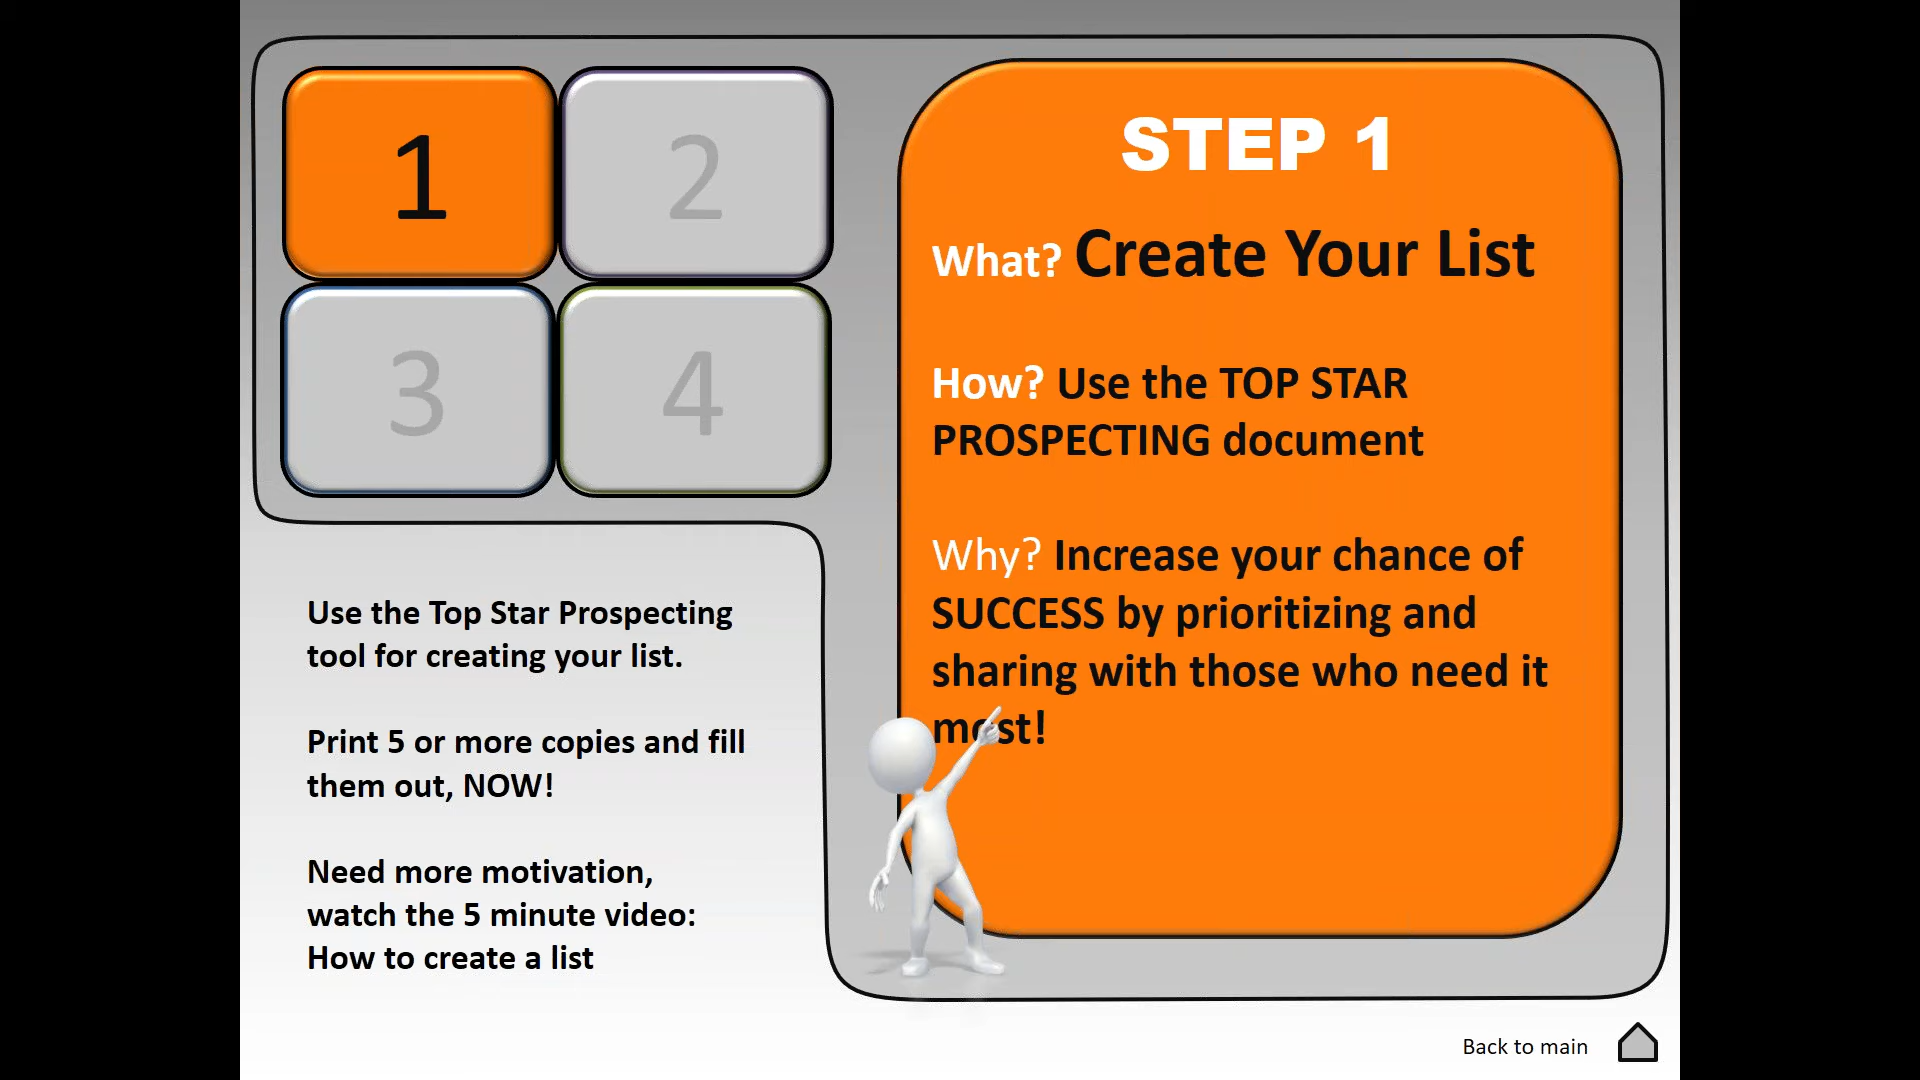 1
2
3
4
STEP 1
What? Create Your List
How? Use the TOP STAR
PROSPECTING document
Why? Increase your chance of
SUCCESS by prioritizing and
sharing with those who need it
most!
Use the Top Star Prospecting
tool for creating your list.
Print 5 or more copies and fill
them out, NOW!
Need more motivation,
watch the 5 minute video:
How to create a list
Back to main